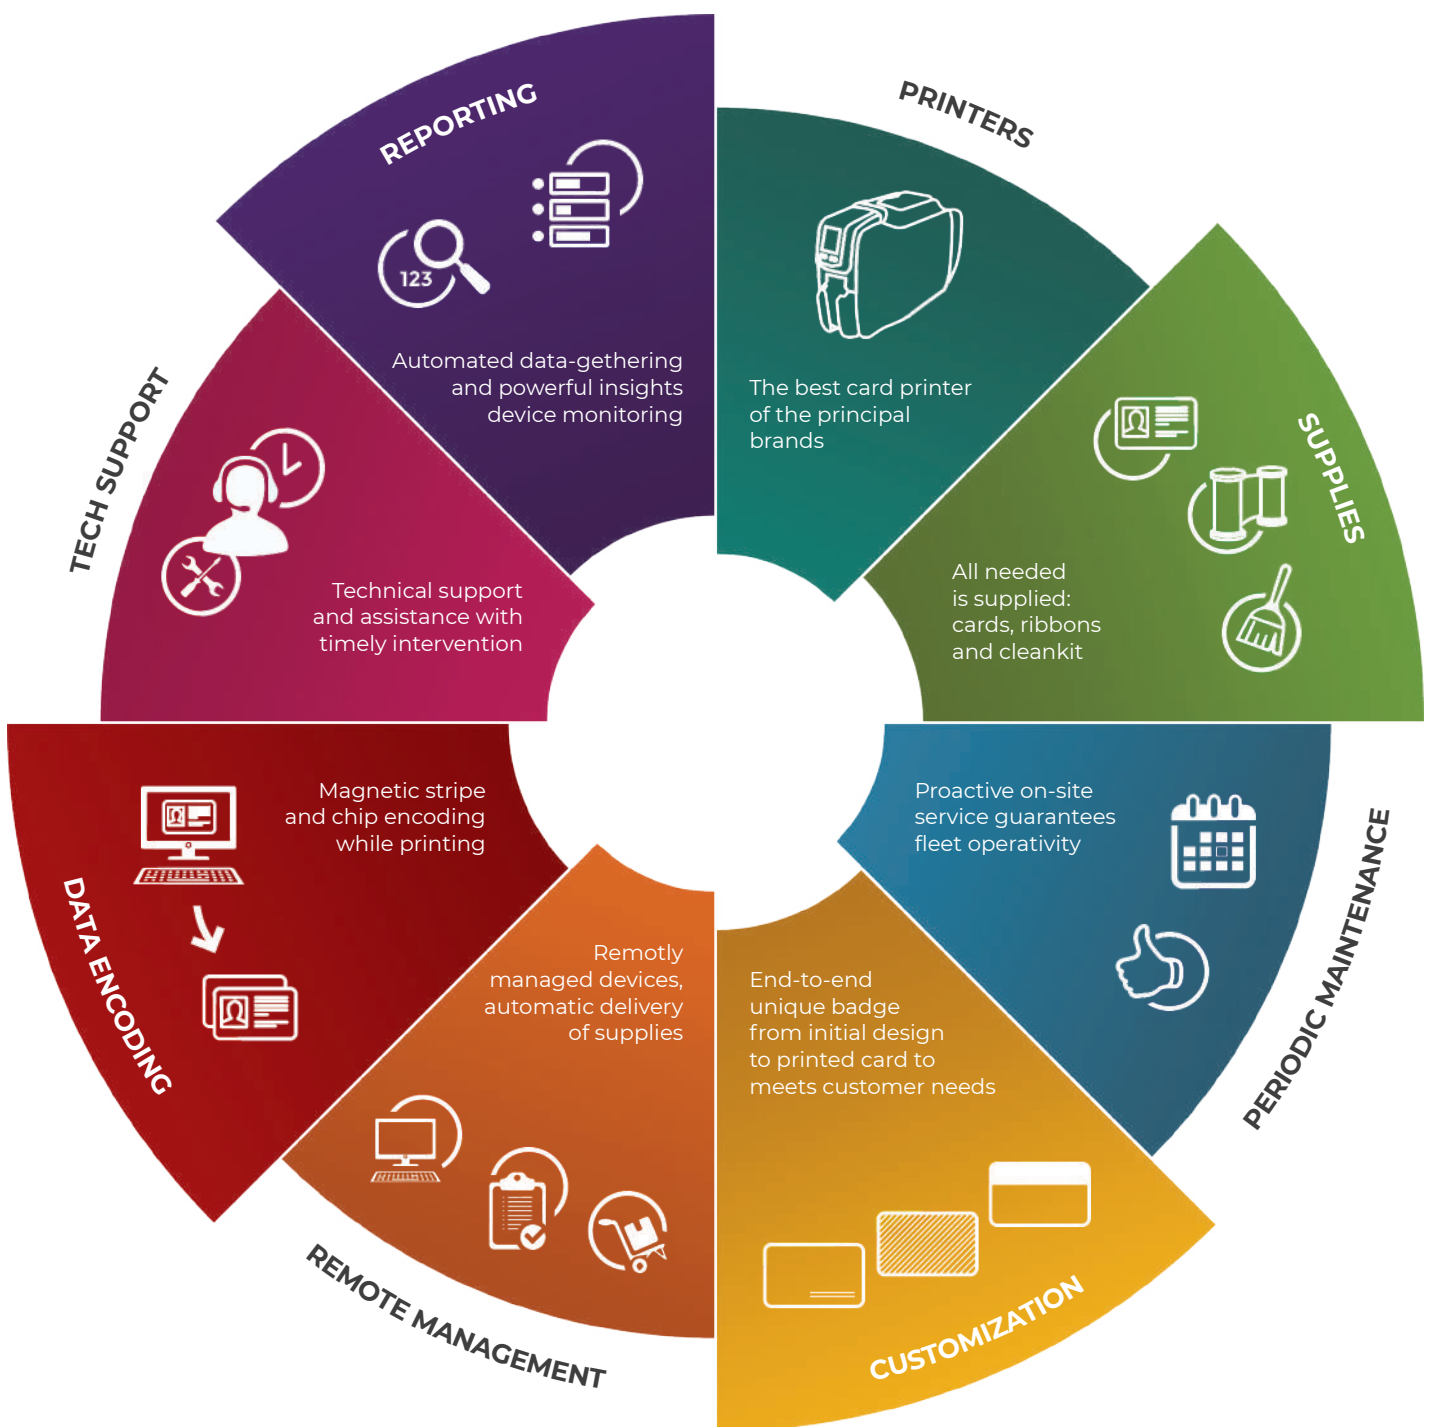 REPORTING
123
Automated data-gethering
and powerful insights
device monitoring
PRINTERS
The best card printer
of the principal
brands
SUPPLIES
All needed
is supplied:
cards, ribbons
and cleankit
PERIODIC MAINTENANCE
Proactive on-site
service guarantees
fleet operativity
CUSTOMIZATION
End-to-end
unique badge
from initial design
to printed card to
meets customer needs
REMOTE MANAGEMENT
Remotly
managed devices,
automatic delivery
of supplies
DATA ENCODING
Magnetic stripe
and chip encoding
while printing
TECH SUPPORT
Technical support
and assistance with
timely intervention